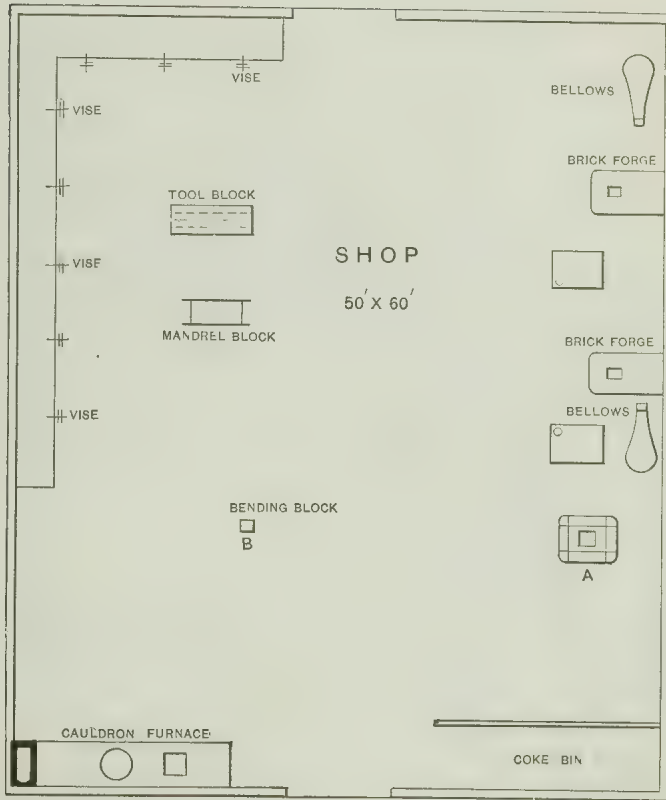 VISE
BELLOWS
VISE
BRICK FORGE
TOOL BLOCK
SHOP
VISE
50' X 60'
MANDREL BLOCK
BRICK FORGE
VISE
BELLOWS
BENDING BLOCK
B
A
CAULDRON FURNACE
COKE BIN